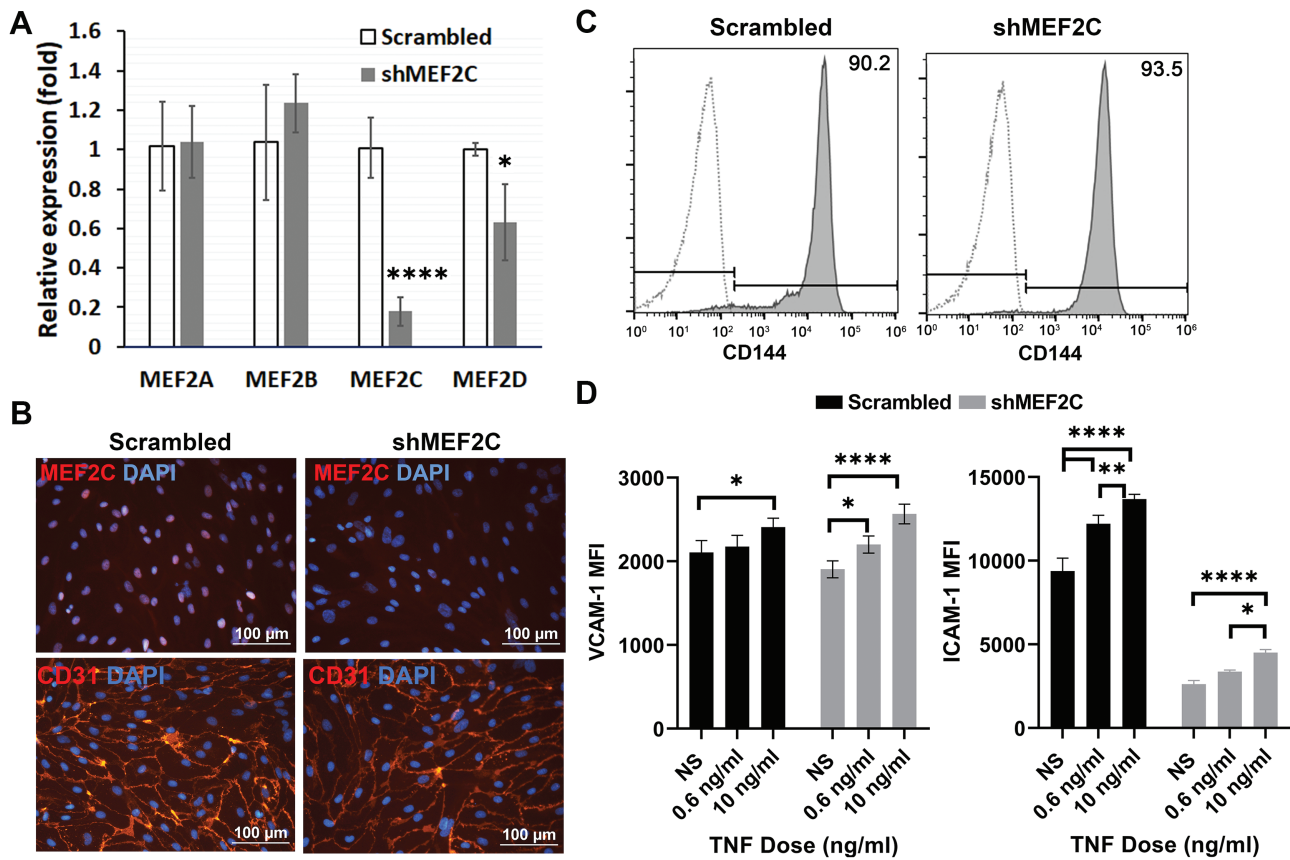 A
Relative expression (fold)
1.6
1.4
1.2
1
0.8
0.6
0.4
0.2
0
Scrambled
shMEF2C
****
*
MEF2A MEF2B MEF2C MEF2D
B
Scrambled shMEF2C
MEF2C DAPI
100 µm
MEF2C DAPI
100 µm
CD31 DAPI
100 µm
CD31 DAPI
100 µm
C
Scrambled shMEF2C
90.2
10⁰ 10¹ 10² 10³ 10⁴ 10⁵ 10⁶
CD144
93.5
10⁰ 10¹ 10² 10³ 10⁴ 10⁵ 10⁶
CD144
D
Scrambled shMEF2C
VCAM-1 MFI
3000
2000
1000
0
*
****
*
NS 0.6 ng/ml 10 ng/ml NS 0.6 ng/ml 10 ng/ml
TNF Dose (ng/ml)
ICAM-1 MFI
15000
10000
5000
0
****
**
****
*
NS 0.6 ng/ml 10 ng/ml NS 0.6 ng/ml 10 ng/ml
TNF Dose (ng/ml)